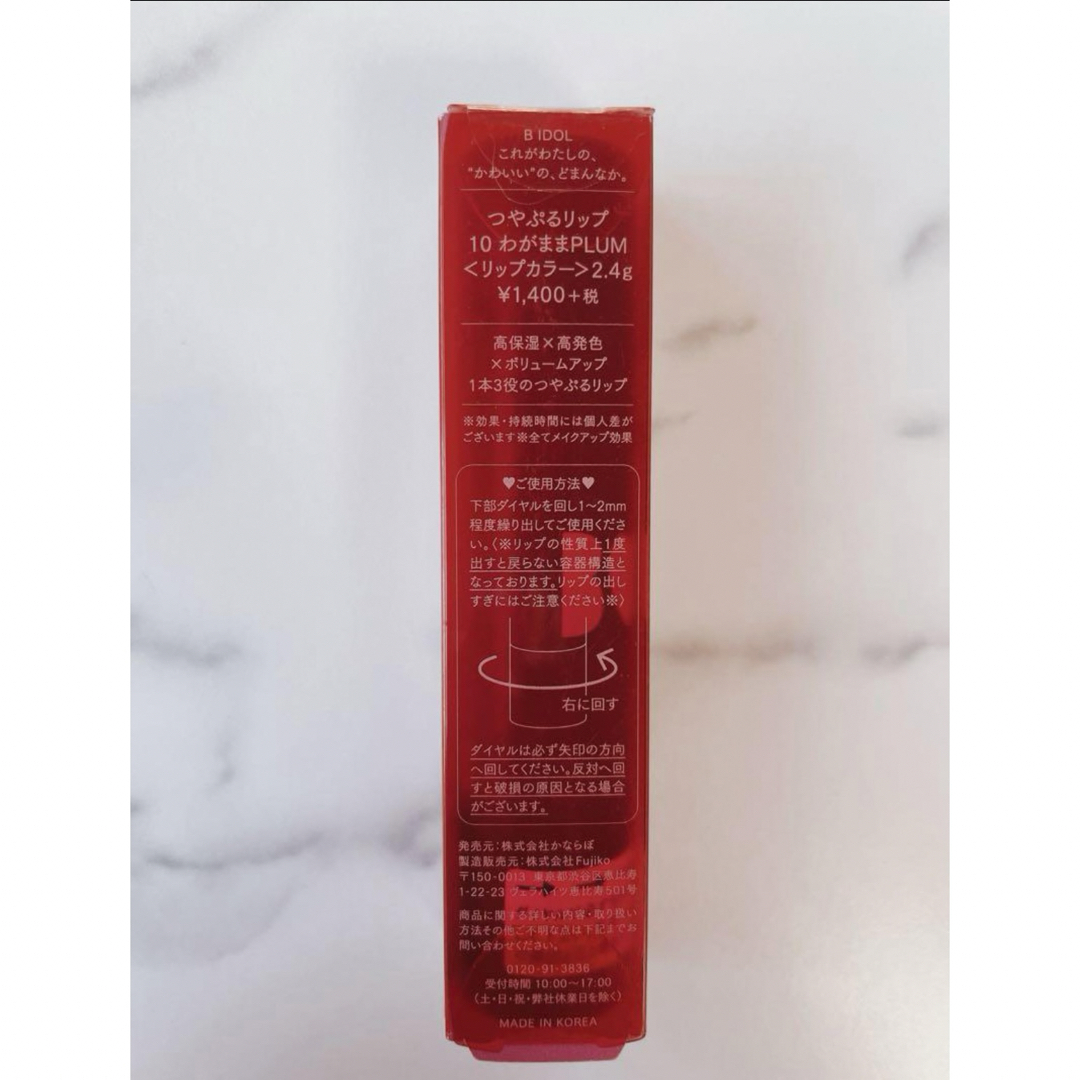 B IDOL
これがわたしの、
"かわいい"の、どまんなか。
つやぷるリップ
10 わがままPLUM
<リップカラー>2.4g
¥1,400+税
高保湿×高発色
×ボリュームアップ
1本3役のつやぷるリップ
※効果・持続時間には個人差が
ございます※全てメイクアップ効果
♥ご使用方法♥
下部ダイヤルを回し1〜2mm
程度繰り出してご使用くださ
い。(※リップの性質上1度
出すと戻らない容器構造と
なっております。リップの出し
すぎにはご注意ください※)
右に回す
ダイヤルは必ず矢印の方向
へ回してください。反対へ回
すと破損の原因となる場合
がございます。
発売元:株式会社かならぼ
製造販売元:株式会社Fujiko
〒150-0013 東京都渋谷区恵比寿
1-22-23 ヴェラハイツ恵比寿501号
商品に関する詳しい内容・取り扱い
方法その他ご不明な点は下記までお
問い合わせください。
0120-91-3836
受付時間 10:00〜17:00
(土・日・祝・弊社休業日を除く)
MADE IN KOREA